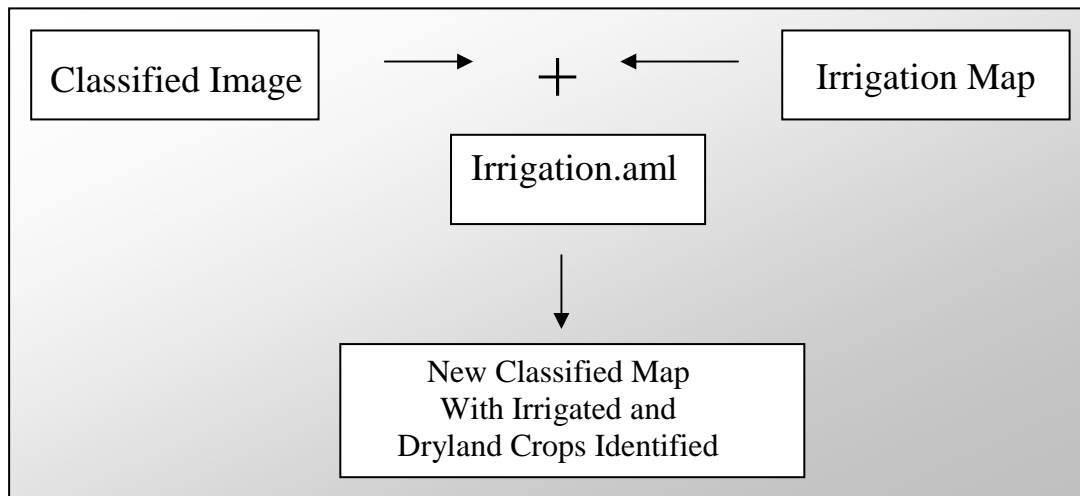 Classified Image
+
Irrigation Map
Irrigation.aml
New Classified Map
With Irrigated and
Dryland Crops Identified